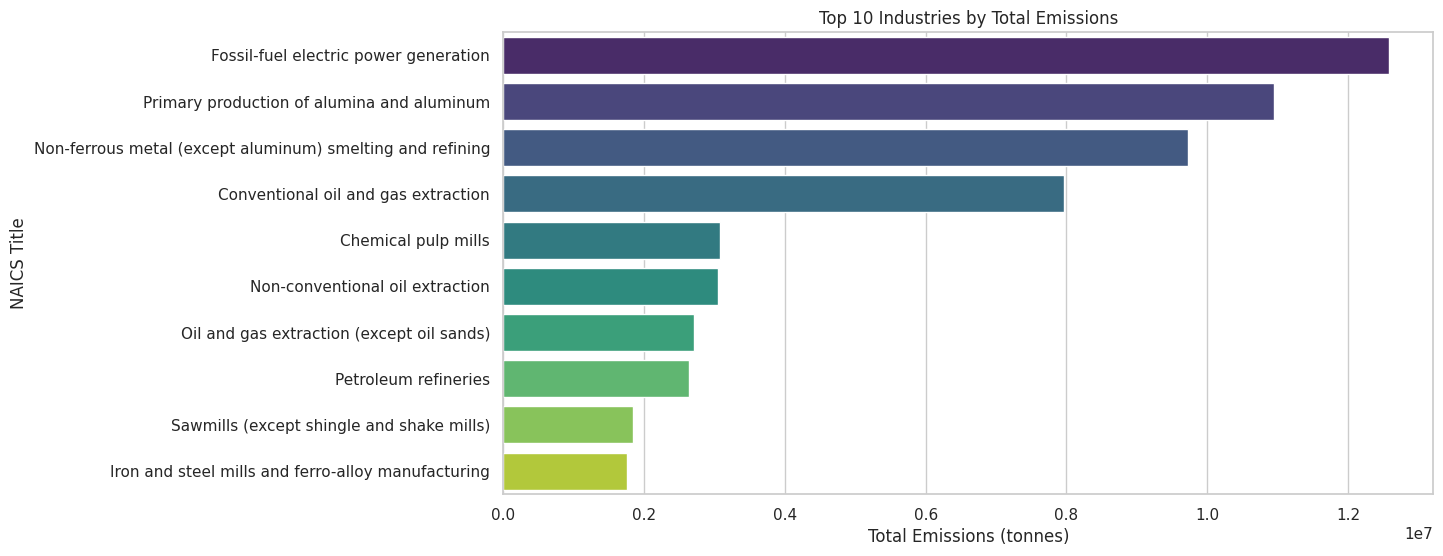 Top 10 Industries by Total Emissions
Fossil-fuel electric power generation
Primary production of alumina and aluminum
Non-ferrous metal (except aluminum) smelting and refining
Conventional oil and gas extraction
Chemical pulp mills
Non-conventional oil extraction
Oil and gas extraction (except oil sands)
Petroleum refineries
Sawmills (except shingle and shake mills)
Iron and steel mills and ferro-alloy manufacturing
NAICS Title
0.0 0.2 0.4 0.6 0.8 1.0 1.2
1e7
Total Emissions (tonnes)